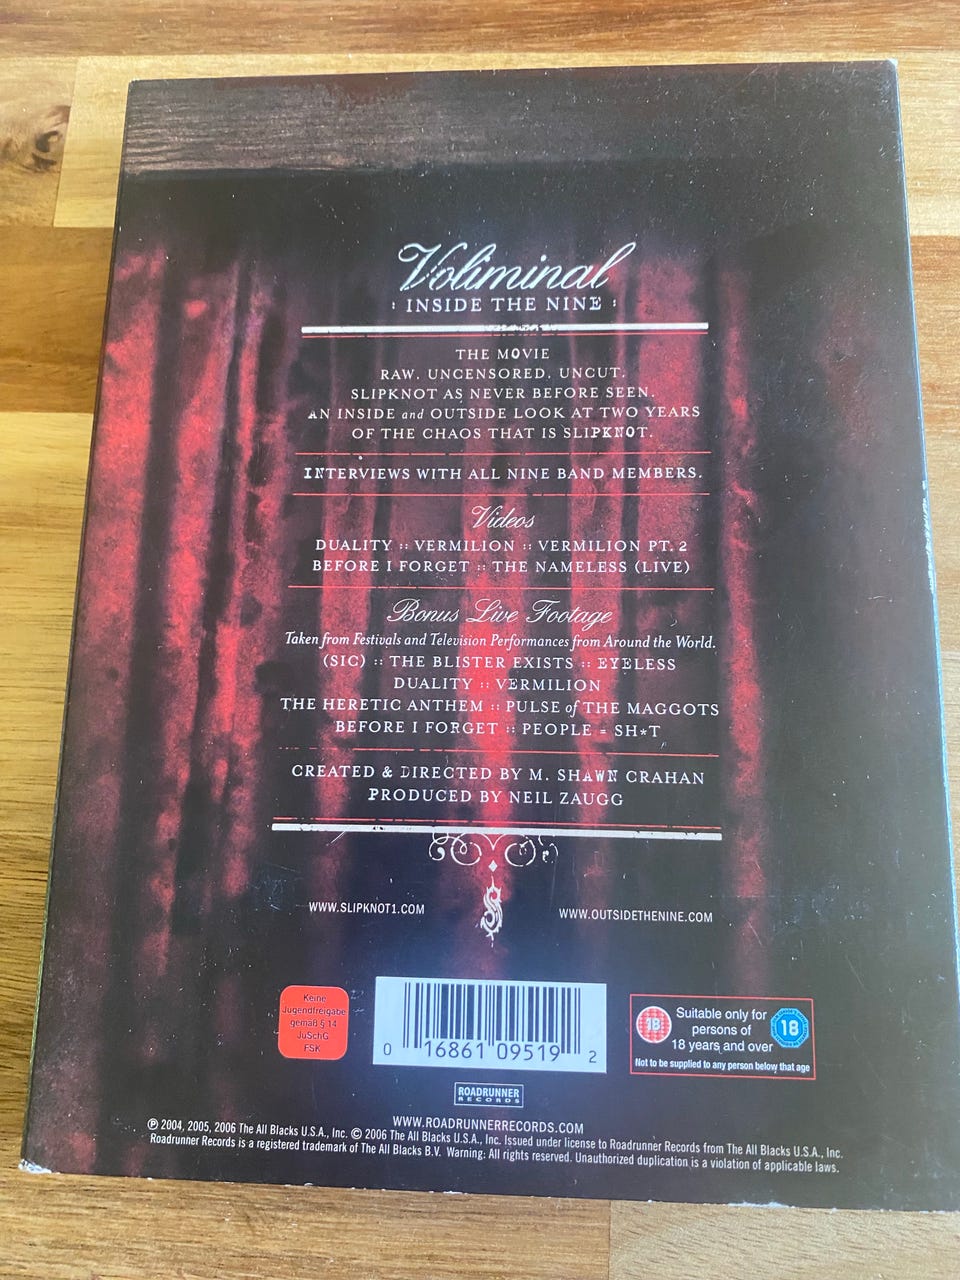 Voliminal
: INSIDE THE NINE :
THE MOVIE
RAW. UNCENSORED. UNCUT.
SLIPKNOT AS NEVER BEFORE SEEN.
AN INSIDE and OUTSIDE LOOK AT TWO YEARS
OF THE CHAOS THAT IS SLIPKNOT.
INTERVIEWS WITH ALL NINE BAND MEMBERS.
Videos
DUALITY :: VERMILION :: VERMILION PT. 2
BEFORE I FORGET :: THE NAMELESS (LIVE)
Bonus Live Footage
Taken from Festivals and Television Performances from Around the World.
(SIC) :: THE BLISTER EXISTS :: EYELESS
DUALITY :: VERMILION
THE HERETIC ANTHEM :: PULSE of THE MAGGOTS
BEFORE I FORGET :: PEOPLE = SH*T
CREATED & DIRECTED BY M. SHAWN CRAHAN
PRODUCED BY NEIL ZAUGG
WWW.SLIPKNOT1.COM
S
WWW.OUTSIDETHENINE.COM
Keine
Jugendfreigabe
gemäß § 14
JuSchG
FSK
0 16861 09519 2
18
Suitable only for
persons of
18 years and over
18
Not to be supplied to any person below that age
ROADRUNNER
RECORDS
WWW.ROADRUNNERRECORDS.COM
℗ 2004, 2005, 2006 The All Blacks U.S.A., Inc. © 2006 The All Blacks U.S.A., Inc. Issued under license to Roadrunner Records from The All Blacks U.S.A., Inc.
Roadrunner Records is a registered trademark of The All Blacks B.V. Warning: All rights reserved. Unauthorized duplication is a violation of applicable laws.